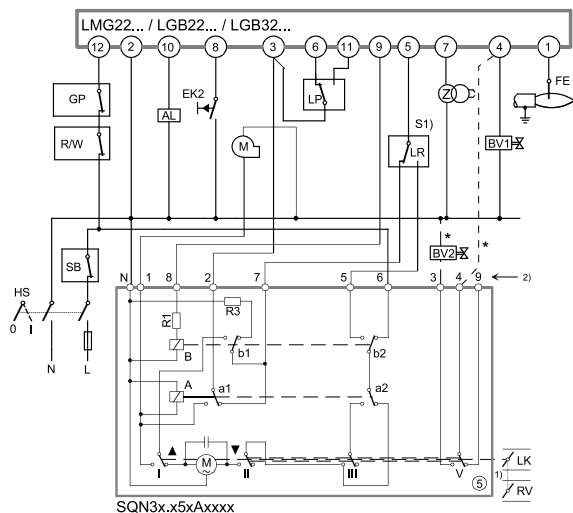 LMG22... / LGB22... / LGB32...
12 2 10 8 3 6 11 9 5 7 4 1
FE
GP
EK2
LP
Z
AL
S1)
R/W
M
LR
BV1
*
BV2
*
SB
N 1 8 2 7 5 6 3 4 9 2)
HS
R3
R1
0 I
B b1 b2
N L
A a1 a2
M
LK
I II III V
5 1)
RV
SQN3x.x5xAxxxx